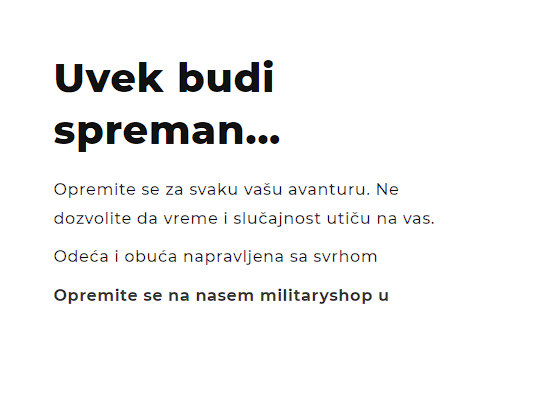 Uvek budi
spreman...
Opremite se za svaku vašu avanturu. Ne
dozvolite da vreme i slučajnost utiču na vas.
Odeća i obuća napravljena sa svrhom
Opremite se na nasem militaryshop u